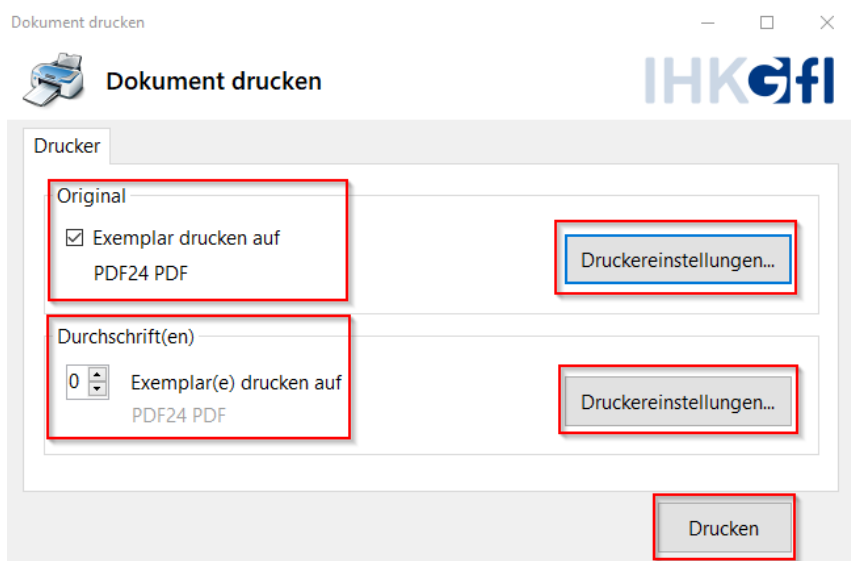 Dokument drucken
Dokument drucken
IHKGfI
Drucker
Original
Exemplar drucken auf
PDF24 PDF
Druckereinstellungen...
Durchschrift(en)
0
Exemplar(e) drucken auf
PDF24 PDF
Druckereinstellungen...
Drucken